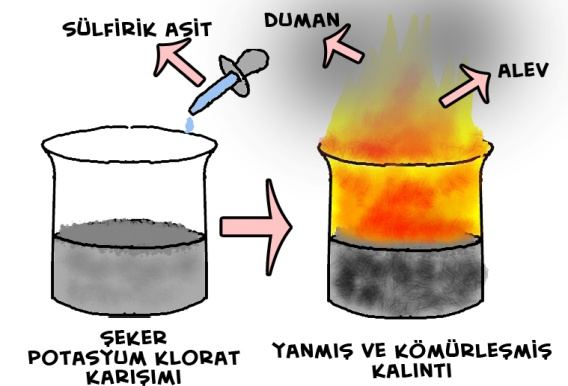 SÜLFİRİK ASİT
DUMAN
ALEV
ŞEKER
POTASYUM KLORAT
KARIŞIMI
YANMIŞ VE KÖMÜRLEŞMİŞ
KALINTI